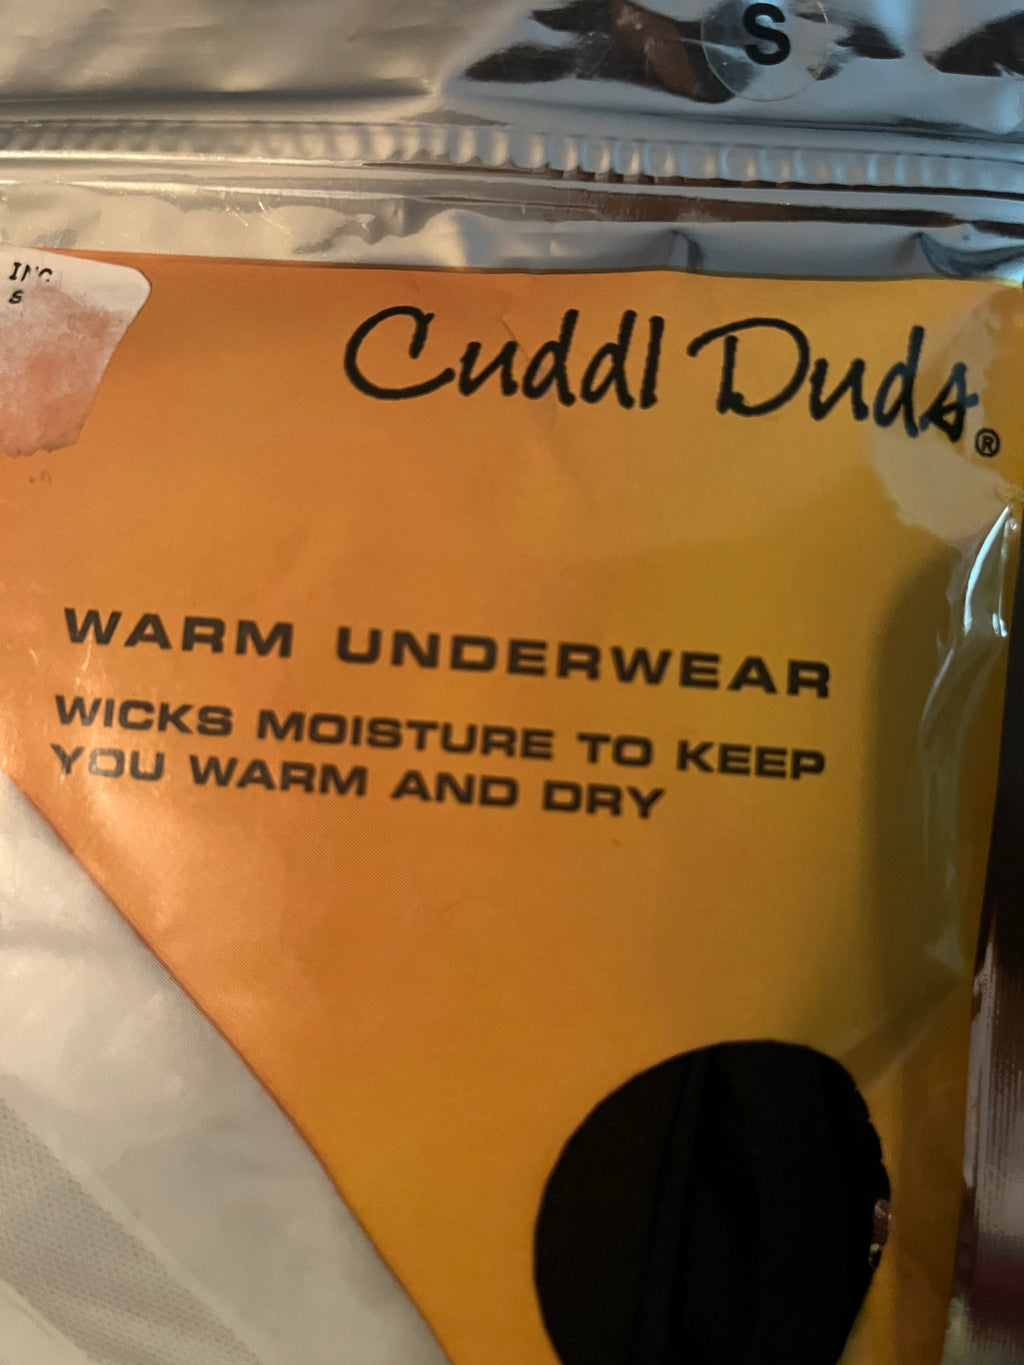 S
S
Cuddl Duds®
WARM UNDERWEAR
WICKS MOISTURE TO KEEP
YOU WARM AND DRY